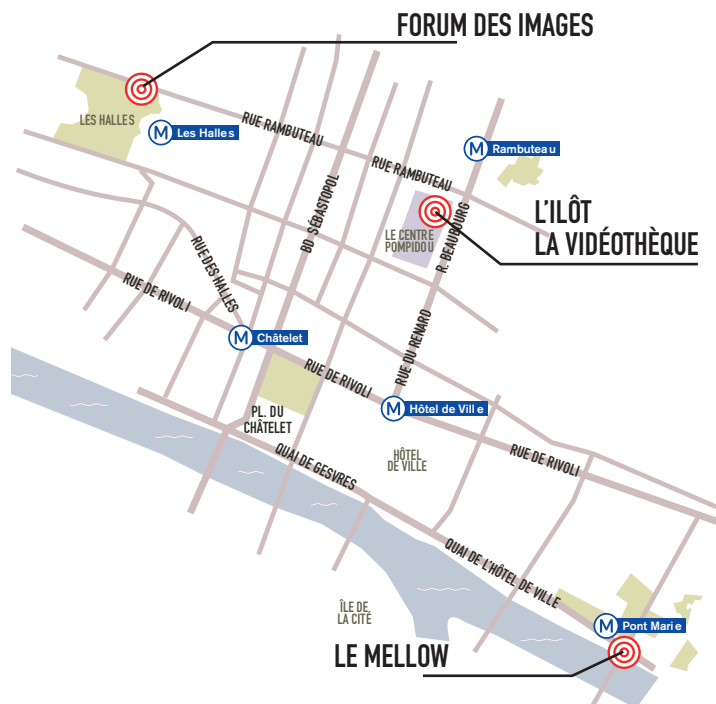 FORUM DES IMAGES
LES HALLES
M Les Halles
RUE RAMBUTEAU
RUE RAMBUTEAU
M Rambuteau
L'ILÔT
LA VIDÉOTHÈQUE
BD SÉBASTOPOL
LE CENTRE
POMPIDOU
R. BEAUBOURG
RUE DES HALLES
RUE DE RIVOLI
M Châtelet
RUE DU RENARD
RUE DE RIVOLI
M Hôtel de Ville
PL. DU
CHÂTELET
QUAI DE GESVRES
HÔTEL
DE VILLE
RUE DE RIVOLI
QUAI DE L'HÔTEL DE VILLE
ÎLE DE
LA CITÉ
M Pont Marie
LE MELLOW